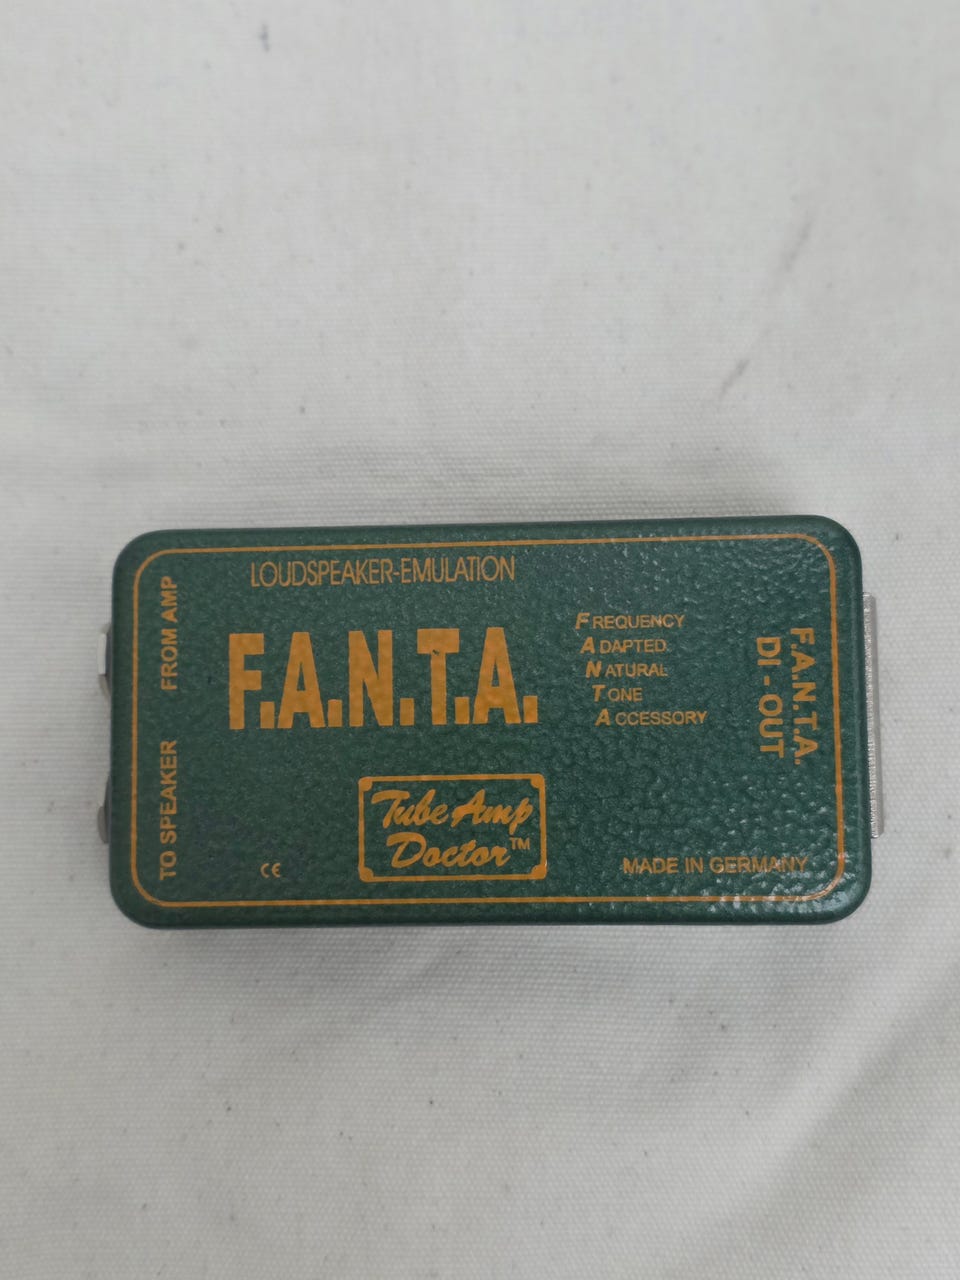 LOUDSPEAKER-EMULATION
FROM AMP
TO SPEAKER
F.A.N.T.A.
FREQUENCY
ADAPTED
NATURAL
TONE
ACCESSORY
F.A.N.T.A.
DI - OUT
Tube Amp
Doctor™
CE
MADE IN GERMANY